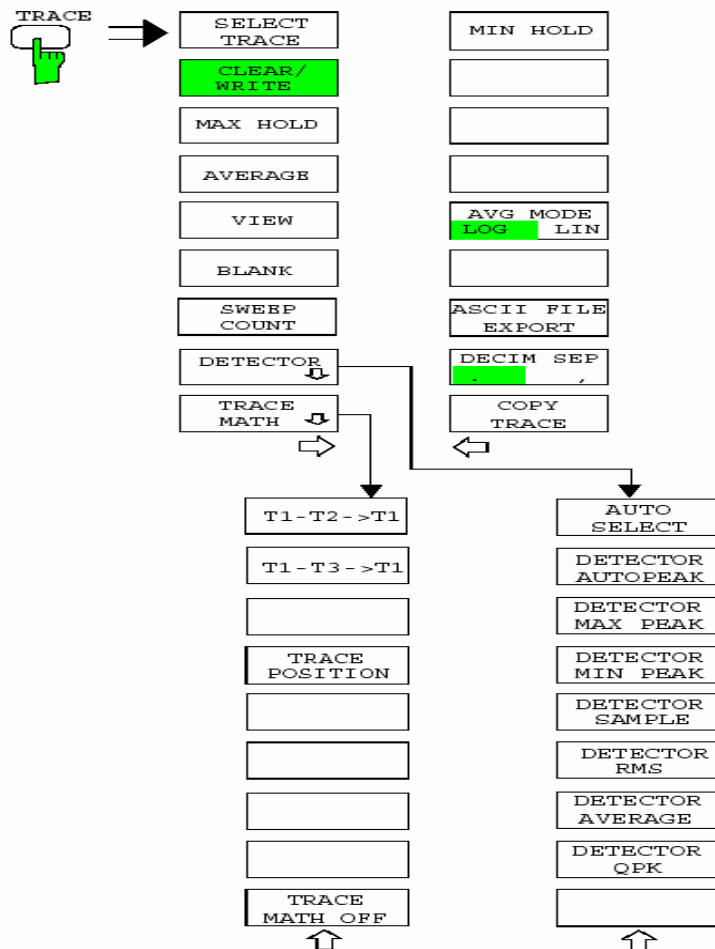 TRACE
SELECT
TRACE
CLEAR/
WRITE
MAX HOLD
AVERAGE
VIEW
BLANK
SWEEP
COUNT
DETECTOR
TRACE
MATH
MIN HOLD
AVG MODE
LOG LIN
ASCII FILE
EXPORT
DECIM SEP
. ,
COPY
TRACE
T1-T2->T1
T1-T3->T1
TRACE
POSITION
TRACE
MATH OFF
AUTO
SELECT
DETECTOR
AUTOPEAK
DETECTOR
MAX PEAK
DETECTOR
MIN PEAK
DETECTOR
SAMPLE
DETECTOR
RMS
DETECTOR
AVERAGE
DETECTOR
QPK